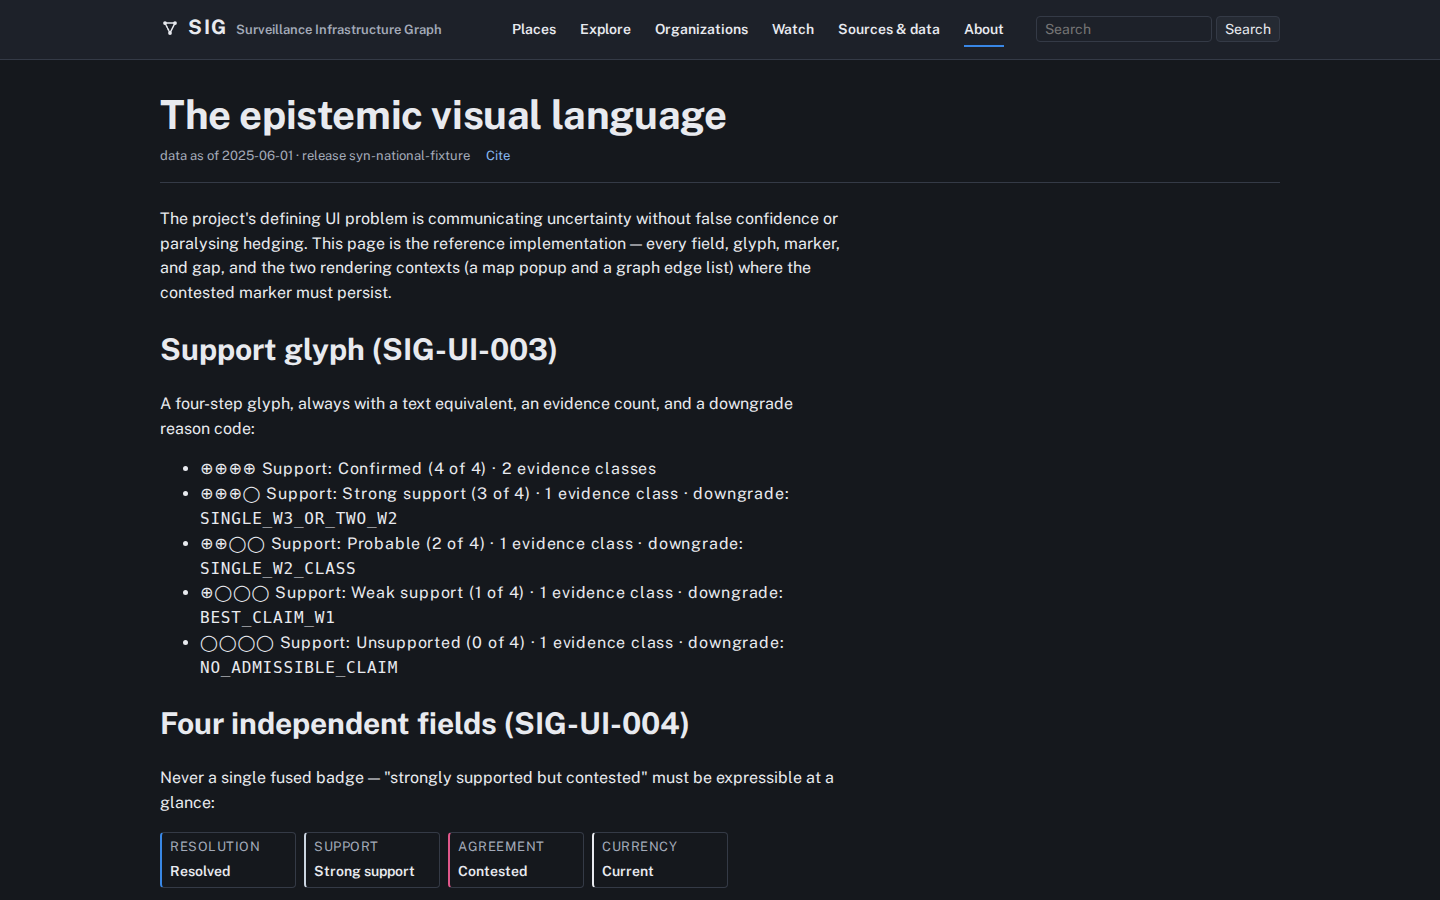 SIG Surveillance Infrastructure Graph Places Explore Organizations Watch Sources & data About Search Search
The epistemic visual language
data as of 2025-06-01 · release syn-national-fixture Cite
The project's defining UI problem is communicating uncertainty without false confidence or
paralysing hedging. This page is the reference implementation — every field, glyph, marker,
and gap, and the two rendering contexts (a map popup and a graph edge list) where the
contested marker must persist.
Support glyph (SIG-UI-003)
A four-step glyph, always with a text equivalent, an evidence count, and a downgrade
reason code:
• ⊕⊕⊕⊕ Support: Confirmed (4 of 4) · 2 evidence classes
• ⊕⊕⊕◯ Support: Strong support (3 of 4) · 1 evidence class · downgrade:
SINGLE_W3_OR_TWO_W2
• ⊕⊕◯◯ Support: Probable (2 of 4) · 1 evidence class · downgrade:
SINGLE_W2_CLASS
• ⊕◯◯◯ Support: Weak support (1 of 4) · 1 evidence class · downgrade:
BEST_CLAIM_W1
• ◯◯◯◯ Support: Unsupported (0 of 4) · 1 evidence class · downgrade:
NO_ADMISSIBLE_CLAIM
Four independent fields (SIG-UI-004)
Never a single fused badge — "strongly supported but contested" must be expressible at a
glance:
RESOLUTION SUPPORT AGREEMENT CURRENCY
Resolved Strong support Contested Current